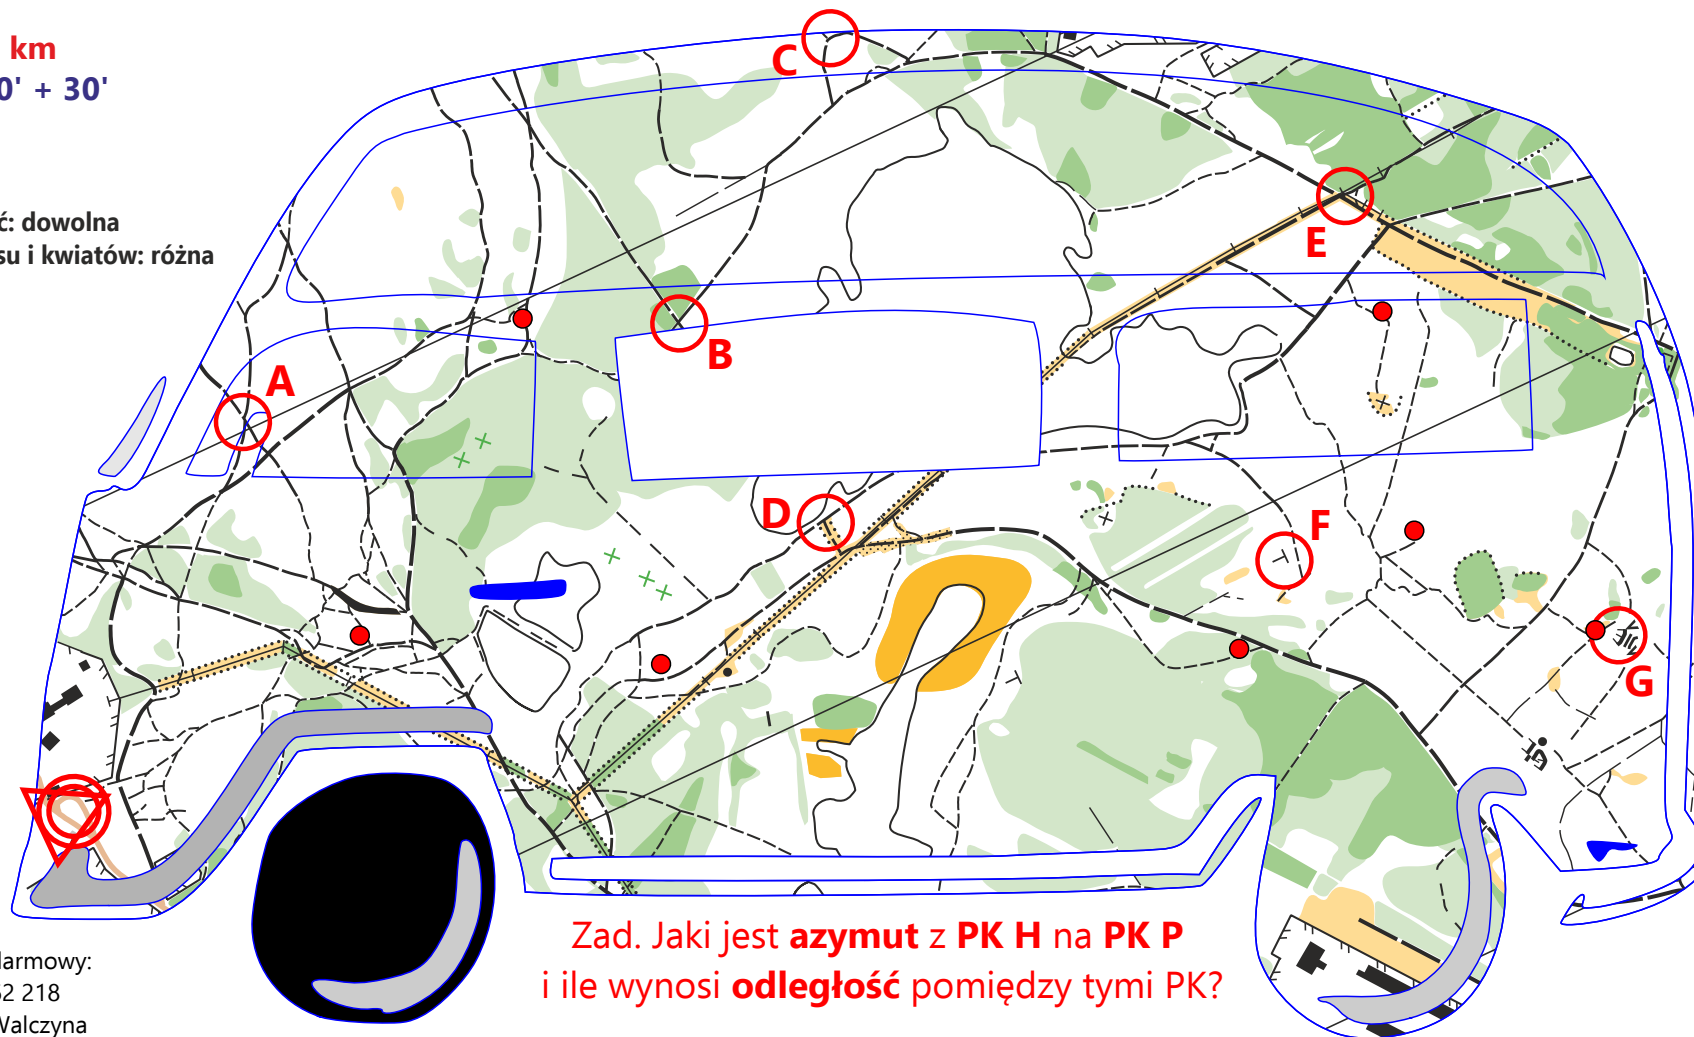 km
0' + 30'
ć: dowolna
su i kwiatów: różna
A
B
C
D
E
F
G
Zad. Jaki jest azymut z PK H na PK P
i ile wynosi odległość pomiędzy tymi PK?
larmowy:
52 218
Walczyna